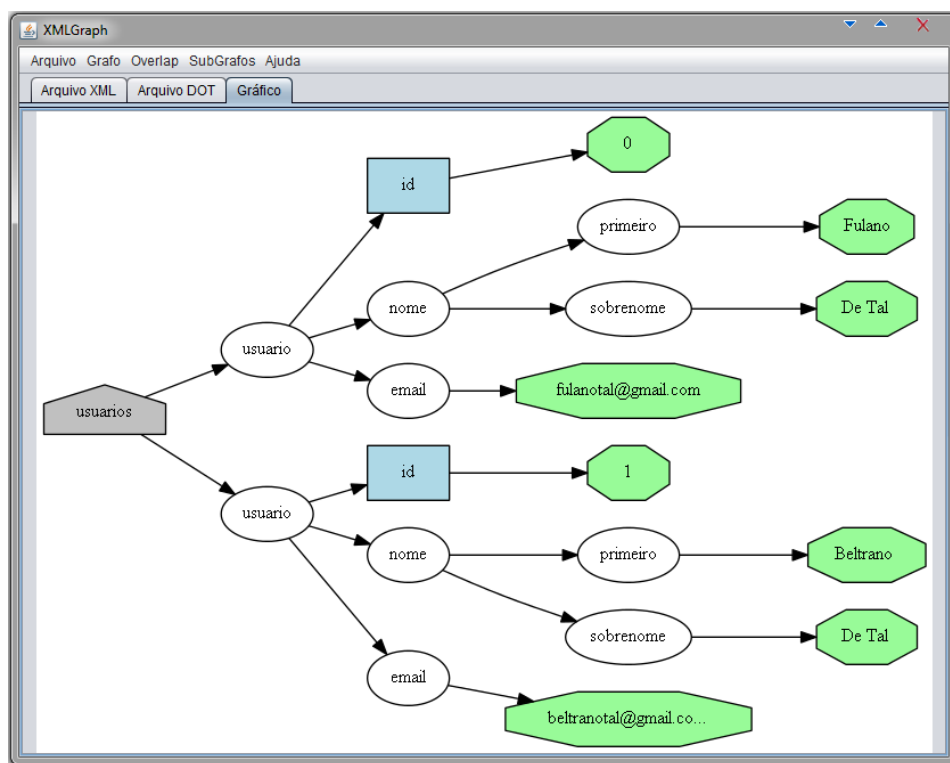 XMLGraph
Arquivo Grafo Overlap SubGrafos Ajuda
Arquivo XML Arquivo DOT Gráfico
0
id
primeiro Fulano
nome sobrenome De Tal
usuario
email fulanotal@gmail.com
usuarios
id 1
usuario
nome primeiro Beltrano
sobrenome De Tal
email
beltranotal@gmail.co...